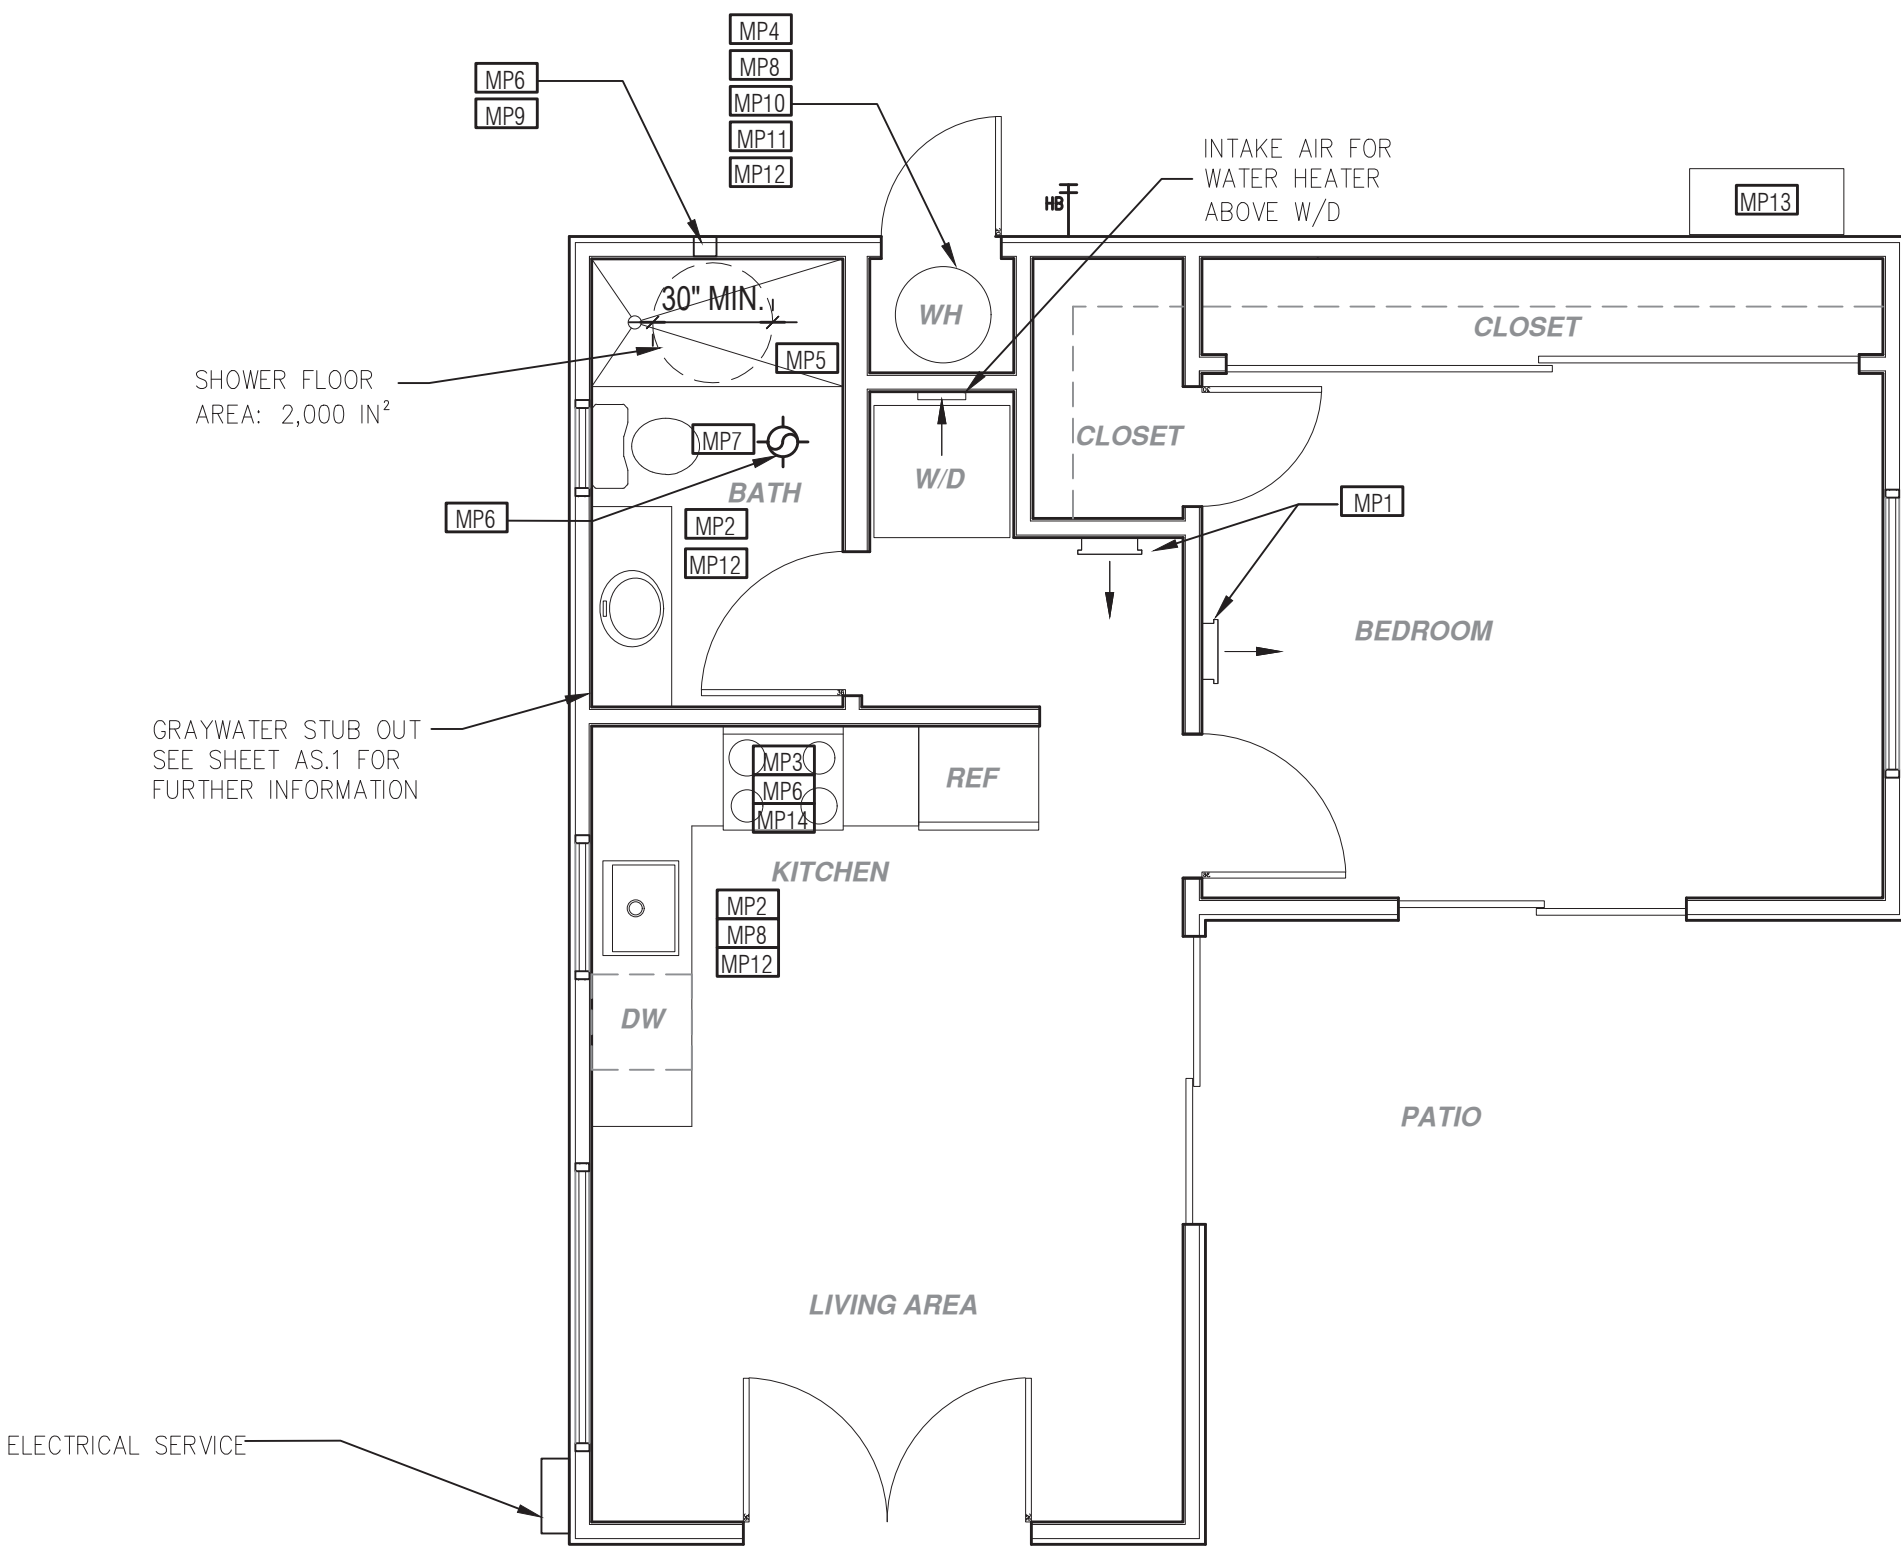 MP4
MP8
MP10
MP11
MP12
MP6
MP9
INTAKE AIR FOR
WATER HEATER
ABOVE W/D
HB
MP13
30" MIN.
WH
CLOSET
MP5
SHOWER FLOOR
AREA: 2,000 IN²
MP7
CLOSET
BATH
W/D
MP1
MP6
MP2
MP12
BEDROOM
GRAYWATER STUB OUT
SEE SHEET AS.1 FOR
FURTHER INFORMATION
MP3
MP6
MP14
REF
KITCHEN
MP2
MP8
MP12
DW
PATIO
LIVING AREA
ELECTRICAL SERVICE